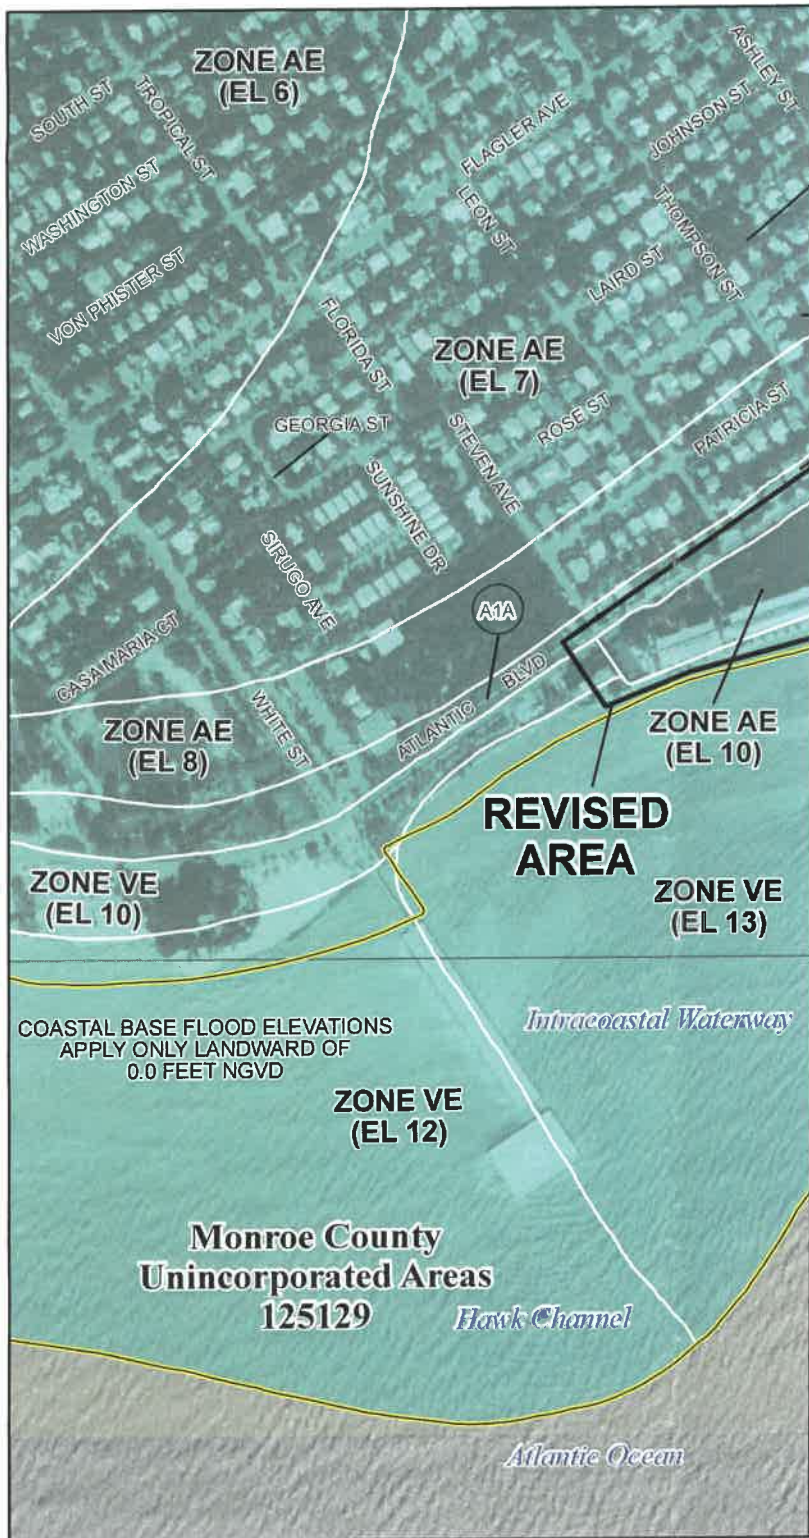 ZONE AE
(EL 6)
ASHLEY ST
SOUTH ST
TROPICAL ST
JOHNSON ST
FLAGLER AVE
WASHINGTON ST
LEON ST
THOMPSON ST
VON PHISTER ST
LAIRD ST
FLORIDA ST
ZONE AE
(EL 7)
GEORGIA ST
STEVEN AVE
ROSE ST
PATRICIA ST
SUNSHINE DR
SIRUGO AVE
A1A
CASA MARIA CT
WHITE ST
ATLANTIC BLVD
ZONE AE
(EL 8)
ZONE AE
(EL 10)
REVISED
AREA
ZONE VE
(EL 10)
ZONE VE
(EL 13)
Intracoastal Waterway
COASTAL BASE FLOOD ELEVATIONS
APPLY ONLY LANDWARD OF
0.0 FEET NGVD
ZONE VE
(EL 12)
Monroe County
Unincorporated Areas
125129
Hawk Channel
Atlantic Ocean